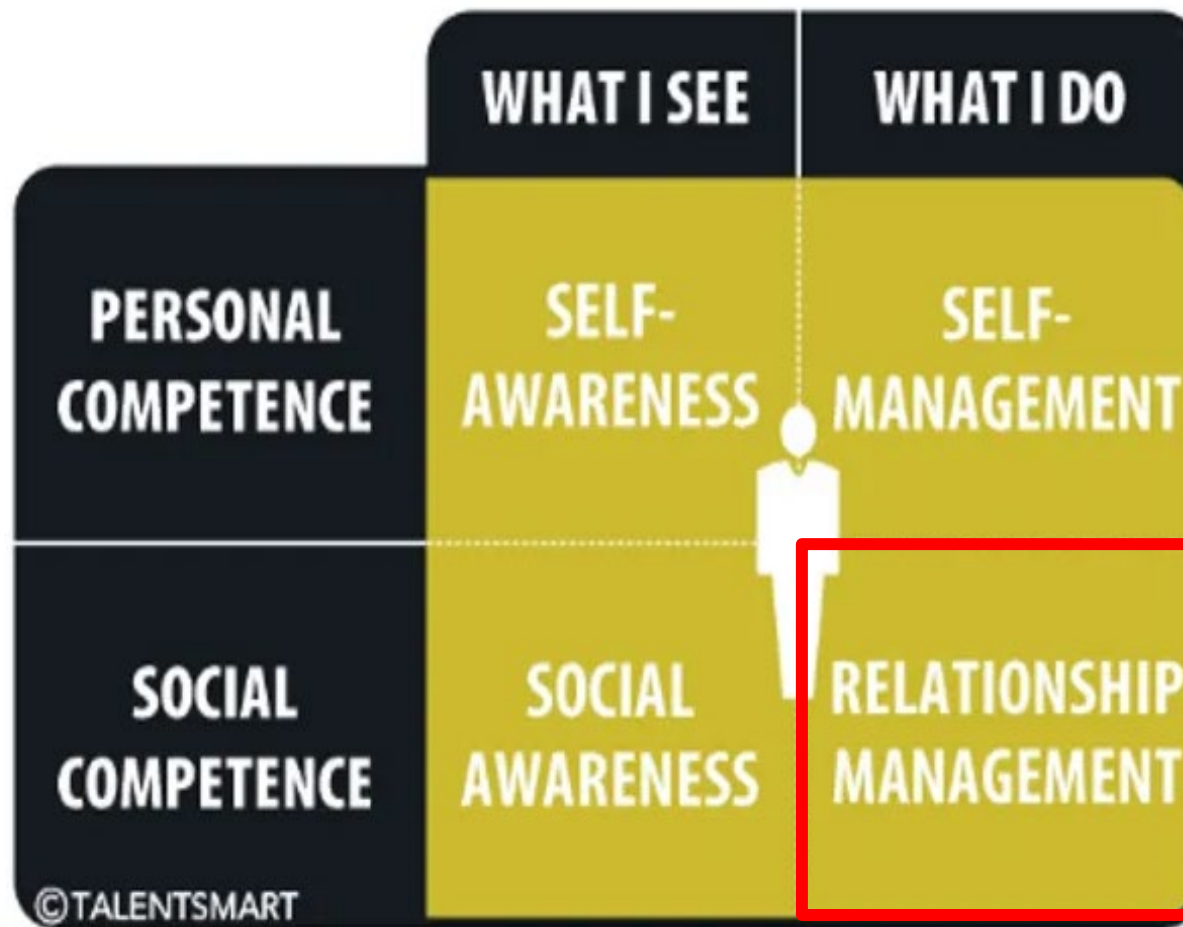 WHAT I SEE
WHAT I DO
PERSONAL
COMPETENCE
SELF-
AWARENESS
SELF-
MANAGEMENT
SOCIAL
COMPETENCE
SOCIAL
AWARENESS
RELATIONSHIP
MANAGEMENT
©TALENTSMART